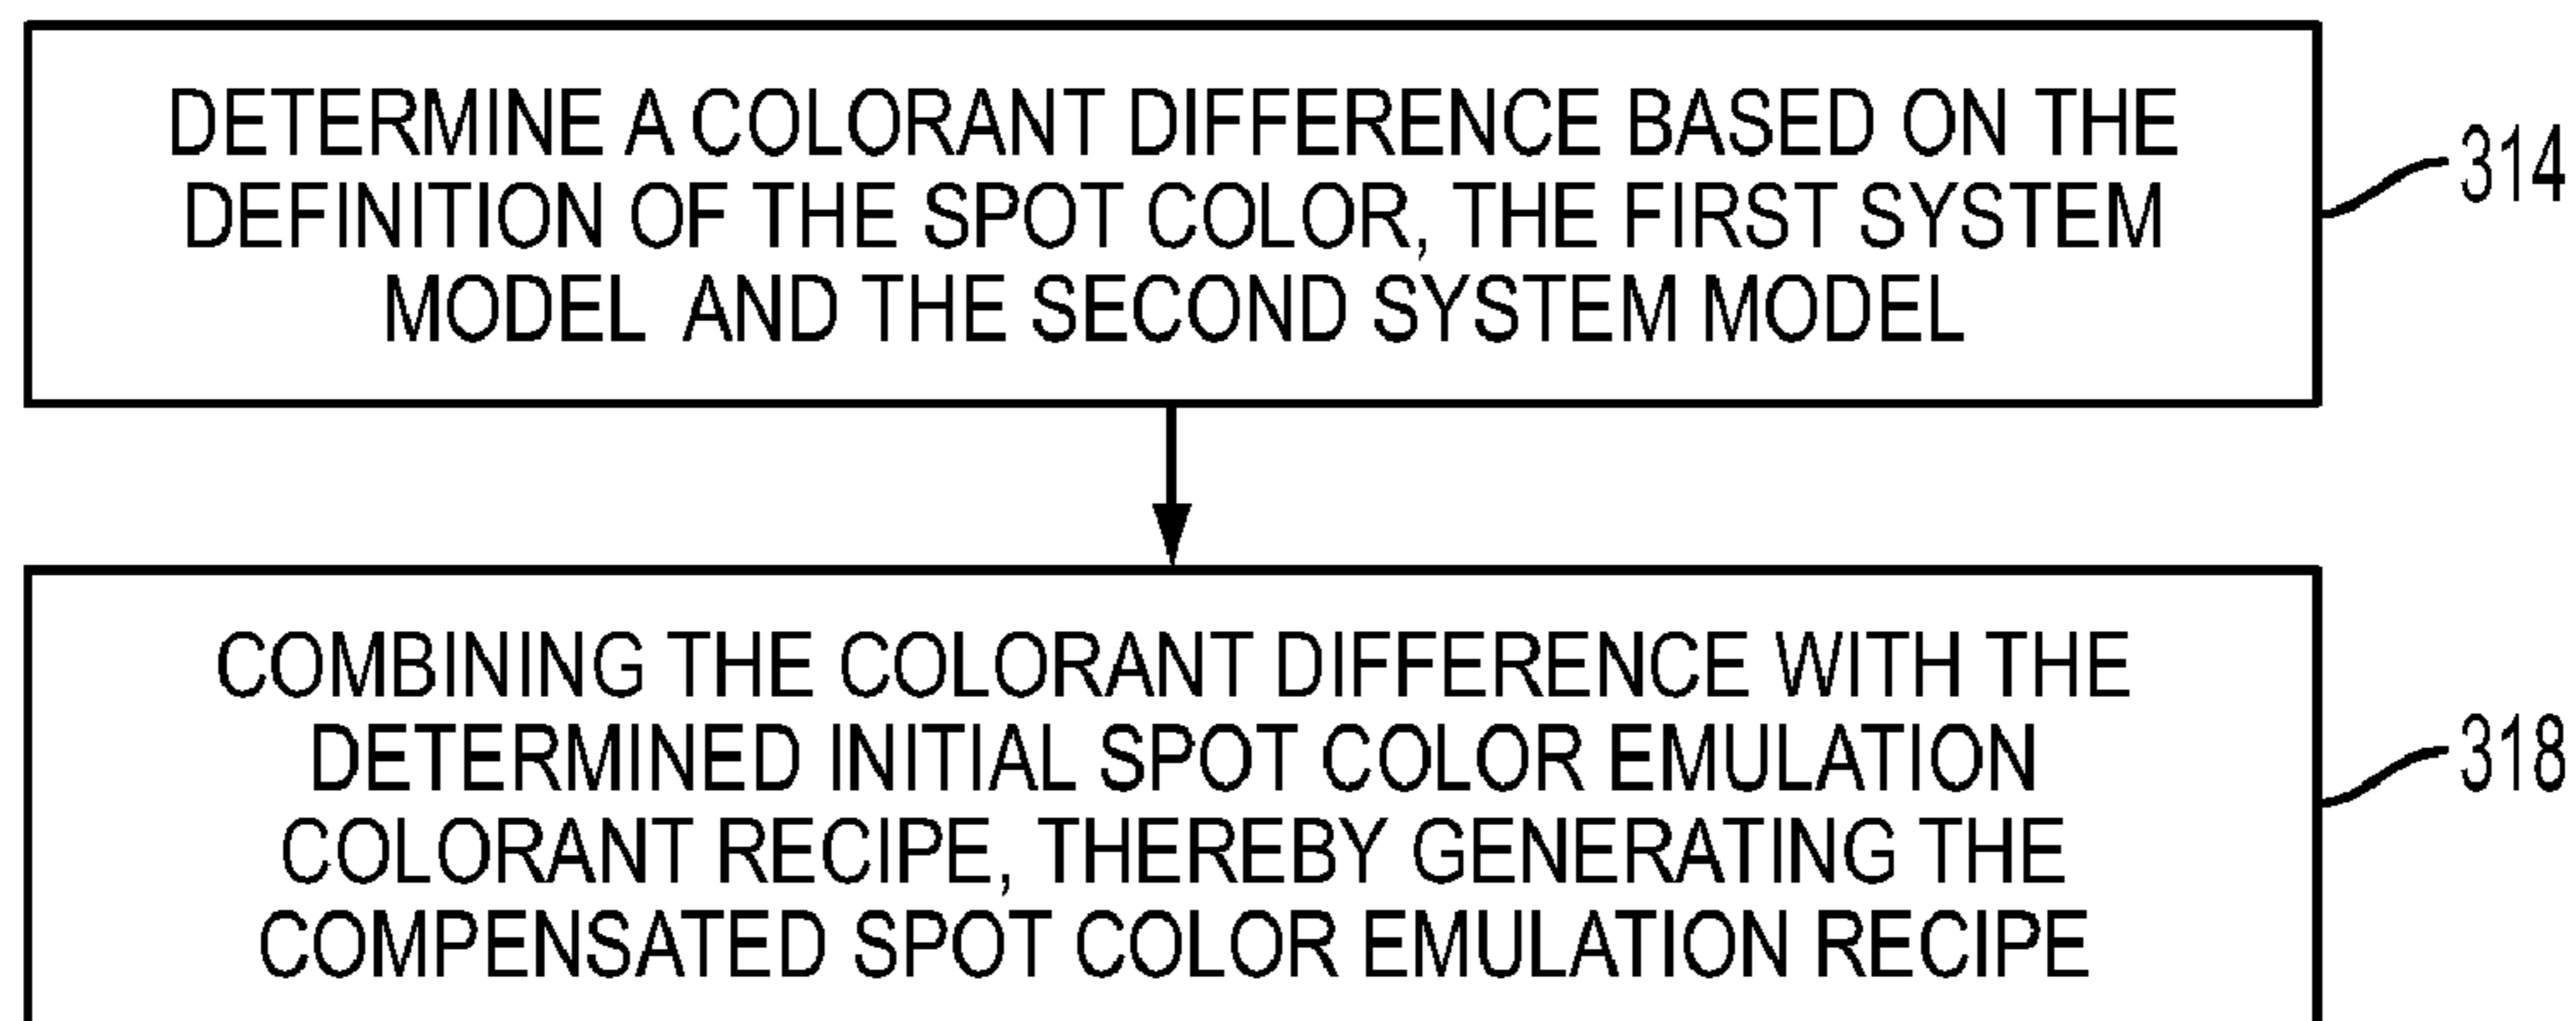 DETERMINE A COLORANT DIFFERENCE BASED ON THE
DEFINITION OF THE SPOT COLOR, THE FIRST SYSTEM
MODEL AND THE SECOND SYSTEM MODEL
314
COMBINING THE COLORANT DIFFERENCE WITH THE
DETERMINED INITIAL SPOT COLOR EMULATION
COLORANT RECIPE, THEREBY GENERATING THE
COMPENSATED SPOT COLOR EMULATION RECIPE
318